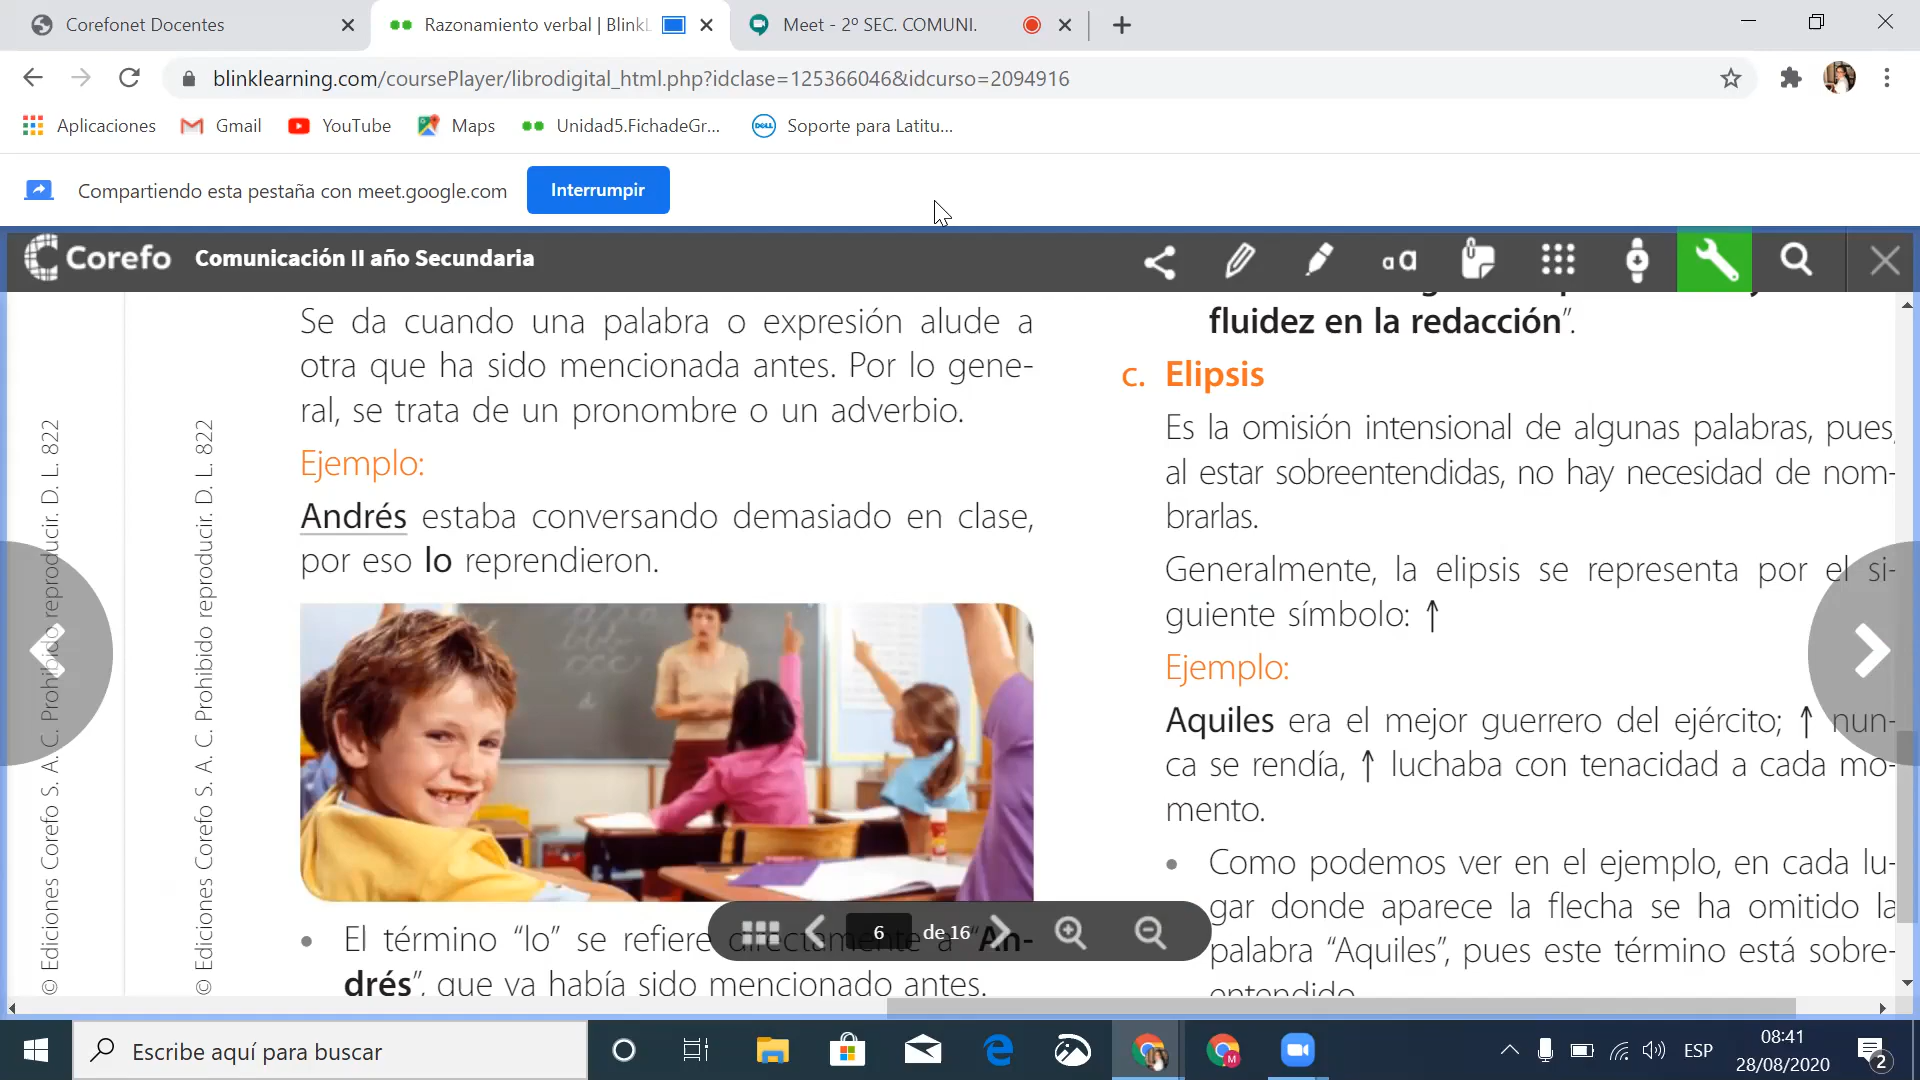 Corefonet Docentes
Razonamiento verbal | BlinkL
Meet - 2º SEC. COMUNI.
blinklearning.com/coursePlayer/librodigital_html.php?idclase=125366046&idcurso=2094916
Aplicaciones
Gmail
YouTube
Maps
Unidad5.FichadeGr...
DELL
Soporte para Latitu...
Compartiendo esta pestaña con meet.google.com
Interrumpir
Corefo
Comunicación II año Secundaria
a a
© Ediciones Corefo S. A. C. Prohibido reproducir. D. L. 822
© Ediciones Corefo S. A. C. Prohibido reproducir. D. L. 822
Se da cuando una palabra o expresión alude a
otra que ha sido mencionada antes. Por lo gene-
ral, se trata de un pronombre o un adverbio.
Ejemplo:
Andrés estaba conversando demasiado en clase,
por eso lo reprendieron.
El término “lo” se refiere directamente a “An-
drés”, que ya había sido mencionado antes.
fluidez en la redacción”.
c. Elipsis
Es la omisión intensional de algunas palabras, pues,
al estar sobreentendidas, no hay necesidad de nom-
brarlas.
Generalmente, la elipsis se representa por el si-
guiente símbolo: ↑
Ejemplo:
Aquiles era el mejor guerrero del ejército; ↑ nun-
ca se rendía, ↑ luchaba con tenacidad a cada mo-
mento.
• Como podemos ver en el ejemplo, en cada lu-
gar donde aparece la flecha se ha omitido la
palabra “Aquiles”, pues este término está sobre-
entendido.
6 de 16
Escribe aquí para buscar
M
ESP
08:41
28/08/2020
2